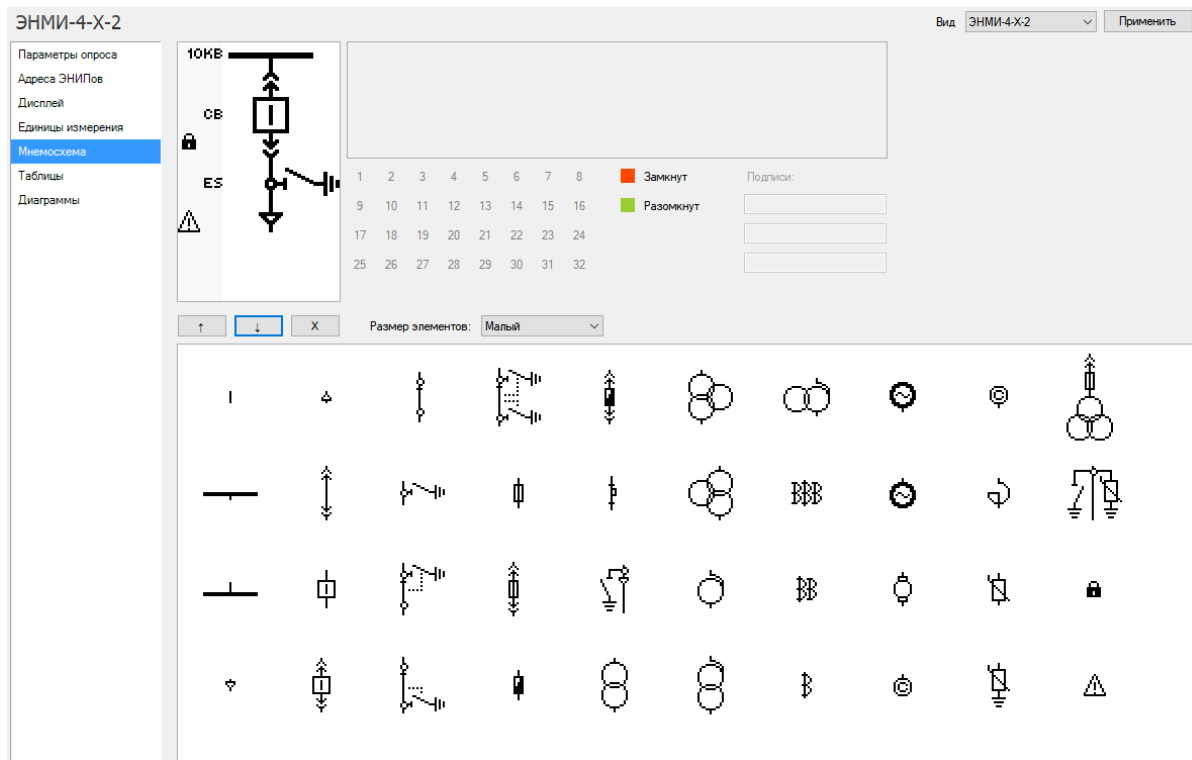 ЭНМИ-4-Х-2
Вид ЭНМИ-4-Х-2 Применить
Параметры опроса
Адреса ЭНИПов
Дисплей
Единицы измерения
Мнемосхема
Таблицы
Диаграммы
10КВ
СВ
ES
1 2 3 4 5 6 7 8
9 10 11 12 13 14 15 16
17 18 19 20 21 22 23 24
25 26 27 28 29 30 31 32
Замкнут
Разомкнут
Подписи:
↑ ↓ X Размер элементов: Малый